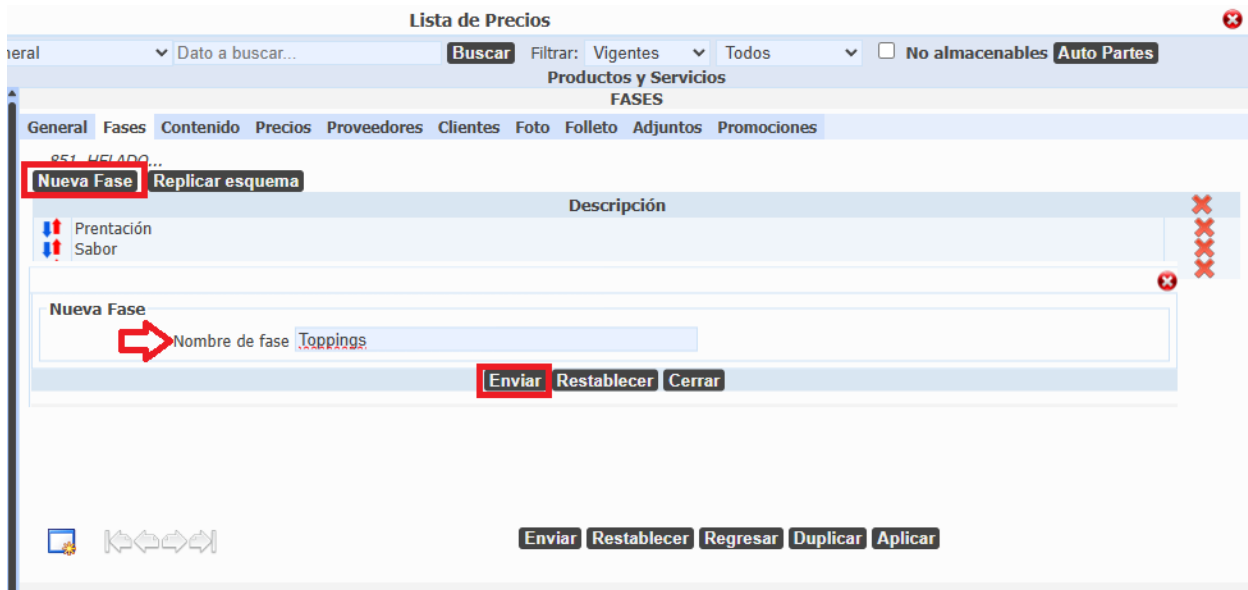 Lista de Precios
neral Dato a buscar... Buscar Filtrar: Vigentes Todos No almacenables Auto Partes
Productos y Servicios
FASES
General Fases Contenido Precios Proveedores Clientes Foto Folleto Adjuntos Promociones
851 HELADO...
Nueva Fase Replicar esquema
Descripción
Prentación
Sabor
Nueva Fase
Nombre de fase Toppings
Enviar Restablecer Cerrar
Enviar Restablecer Regresar Duplicar Aplicar